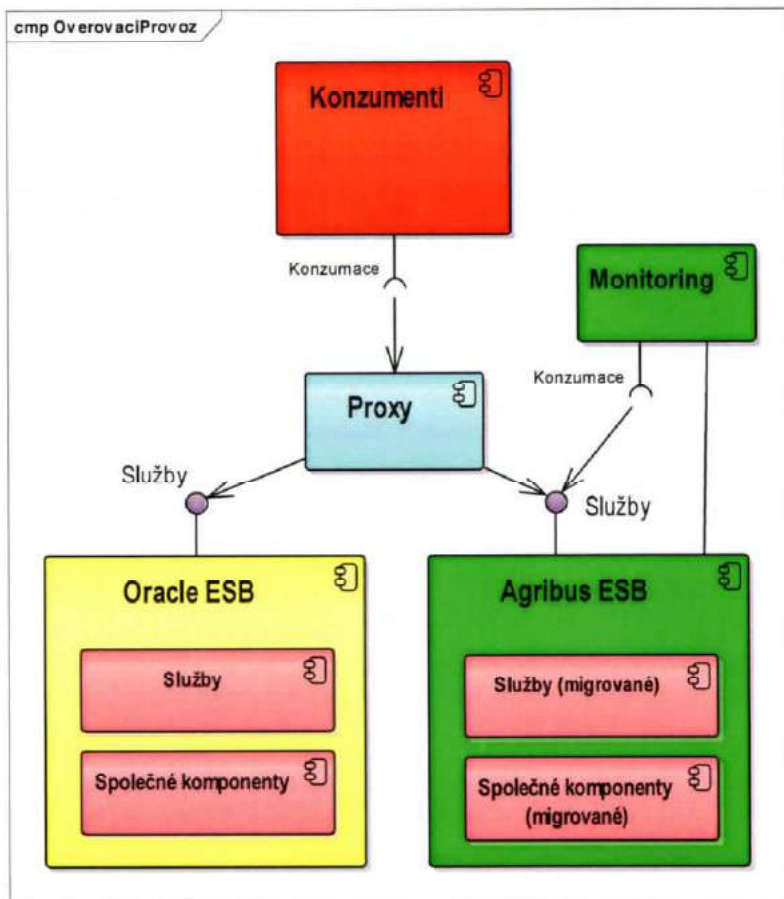 cmp OverovaciProvoz
Konzumenti
Konzumace
Monitoring
Konzumace
Proxy
Služby
Služby
Oracle ESB
Služby
Společné komponenty
Agribus ESB
Služby (migrované)
Společné komponenty
(migrované)